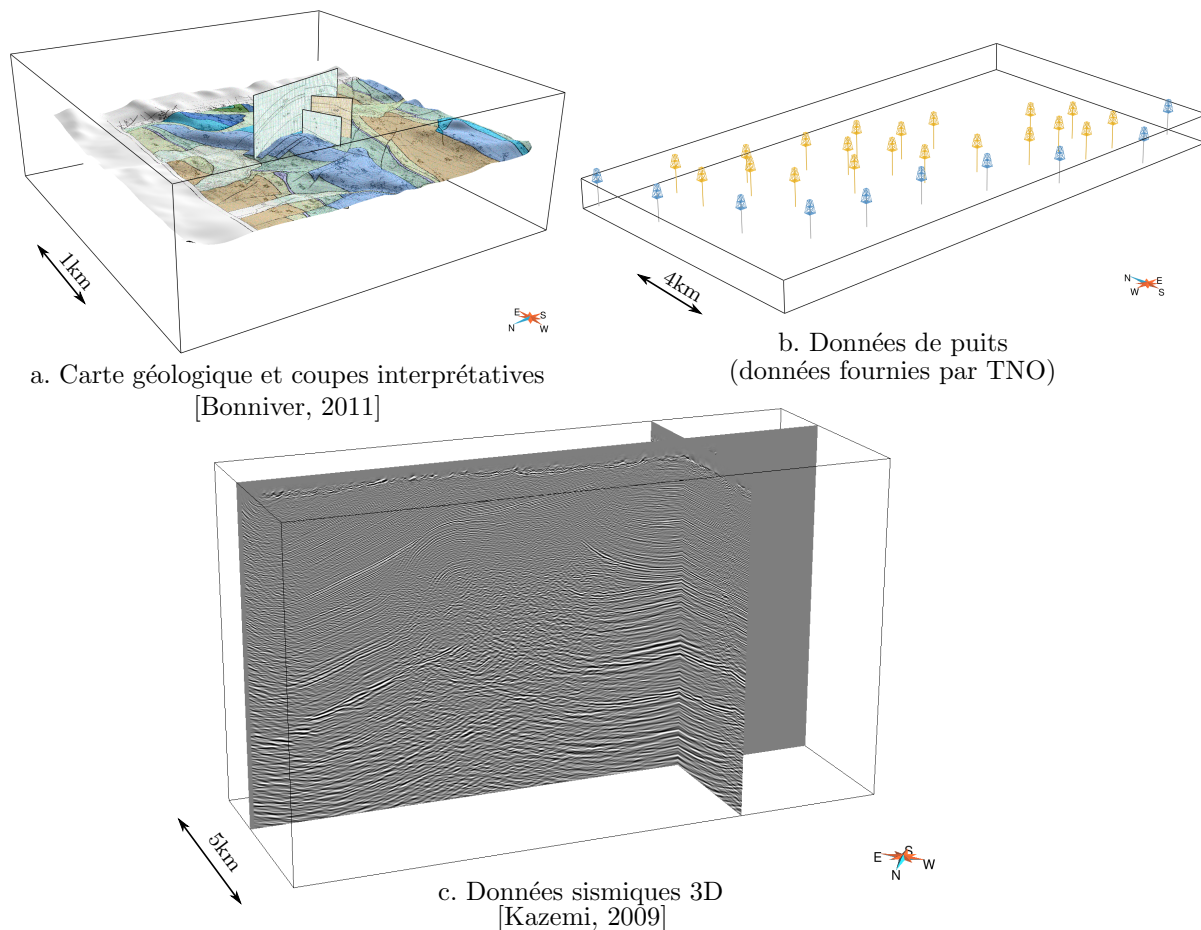 1km
E S
N W
a. Carte géologique et coupes interprétatives
[Bonniver, 2011]
4km
N E
W S
b. Données de puits
(données fournies par TNO)
5km
E S W
N
c. Données sismiques 3D
[Kazemi, 2009]